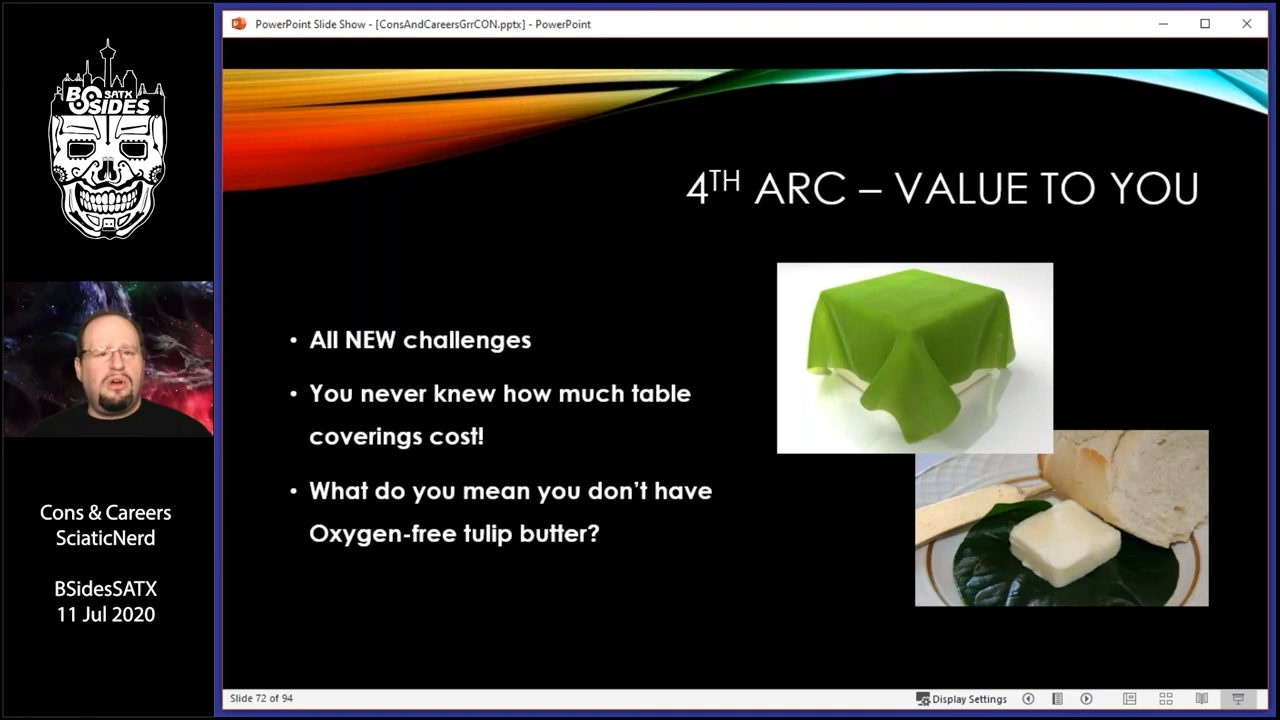 PowerPoint Slide Show - [ConsAndCareersGrrCON.pptx] - PowerPoint
BSIDES
SATX
4TH ARC – VALUE TO YOU
• All NEW challenges
• You never knew how much table
coverings cost!
• What do you mean you don’t have
Oxygen-free tulip butter?
Cons & Careers
SciaticNerd
BSidesSATX
11 Jul 2020
Slide 72 of 94
Display Settings